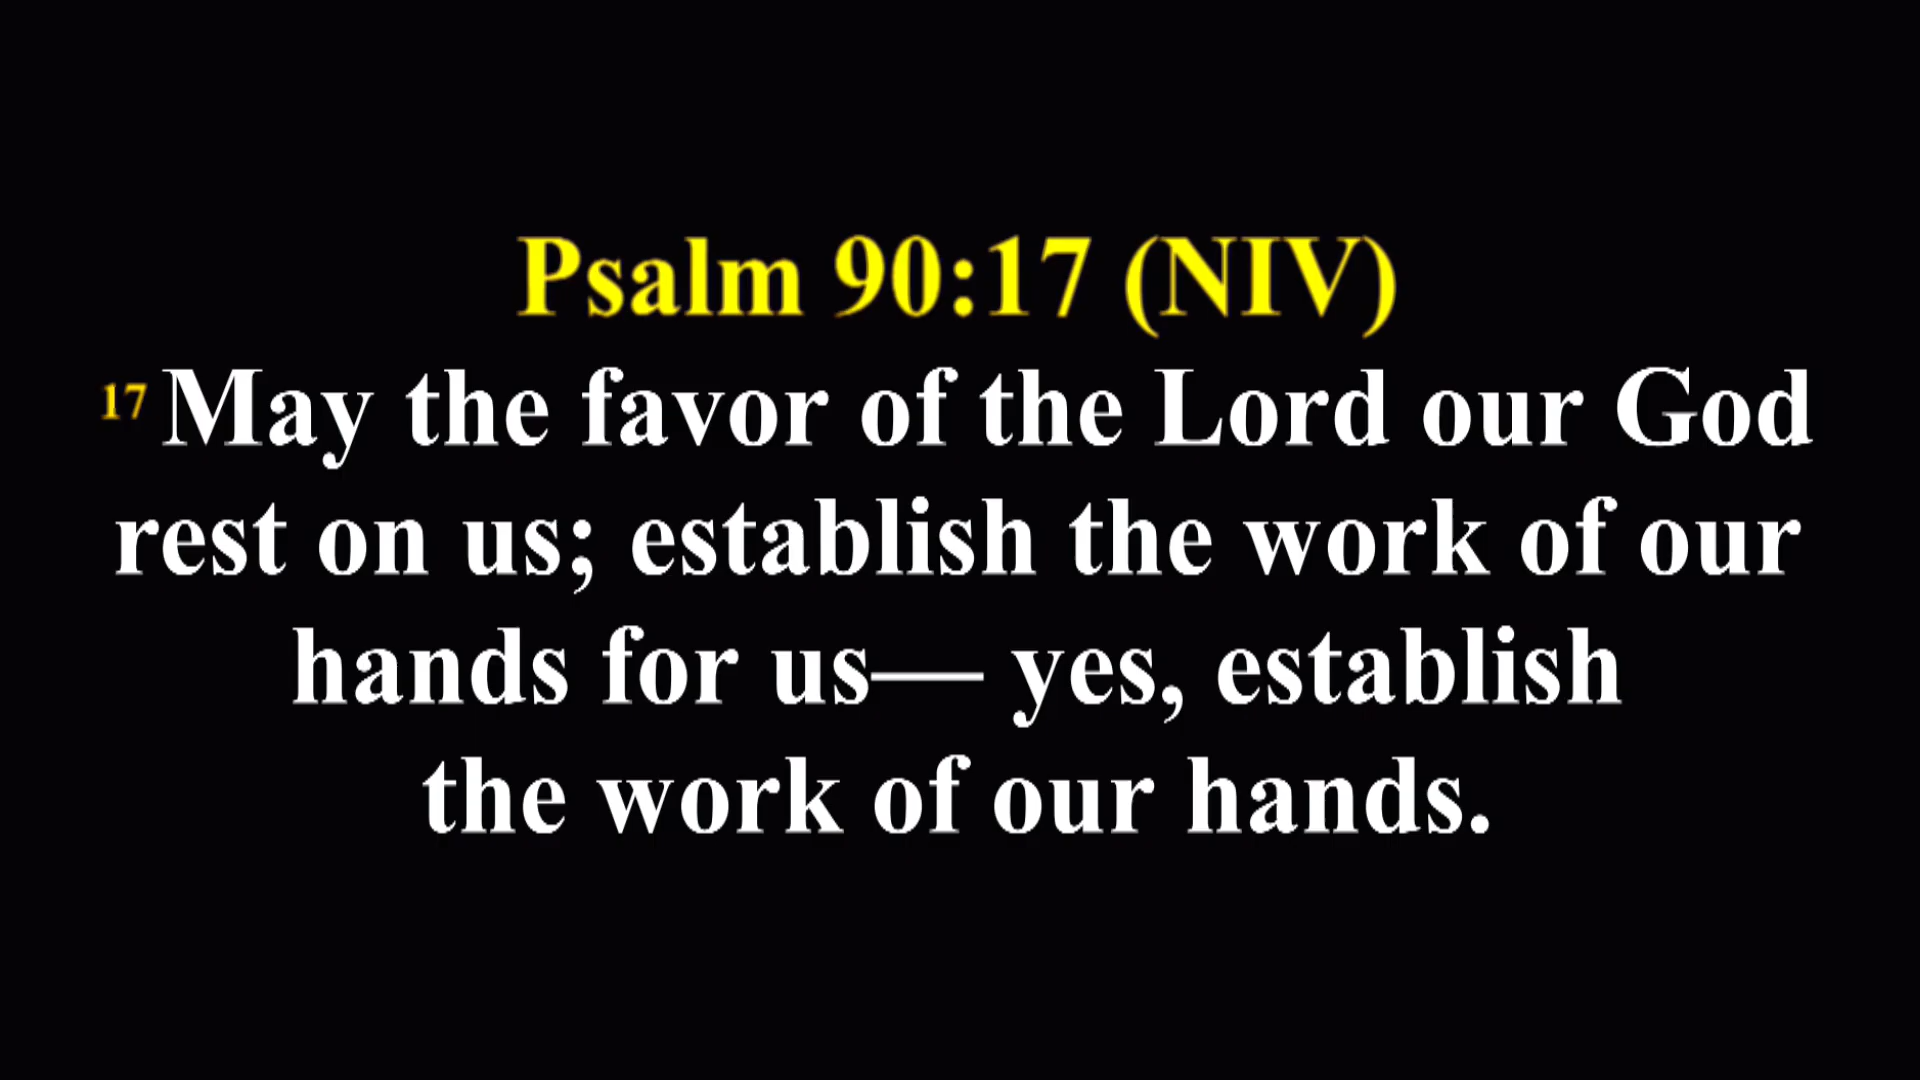 Psalm 90:17 (NIV)
17 May the favor of the Lord our God
rest on us; establish the work of our
hands for us— yes, establish
the work of our hands.